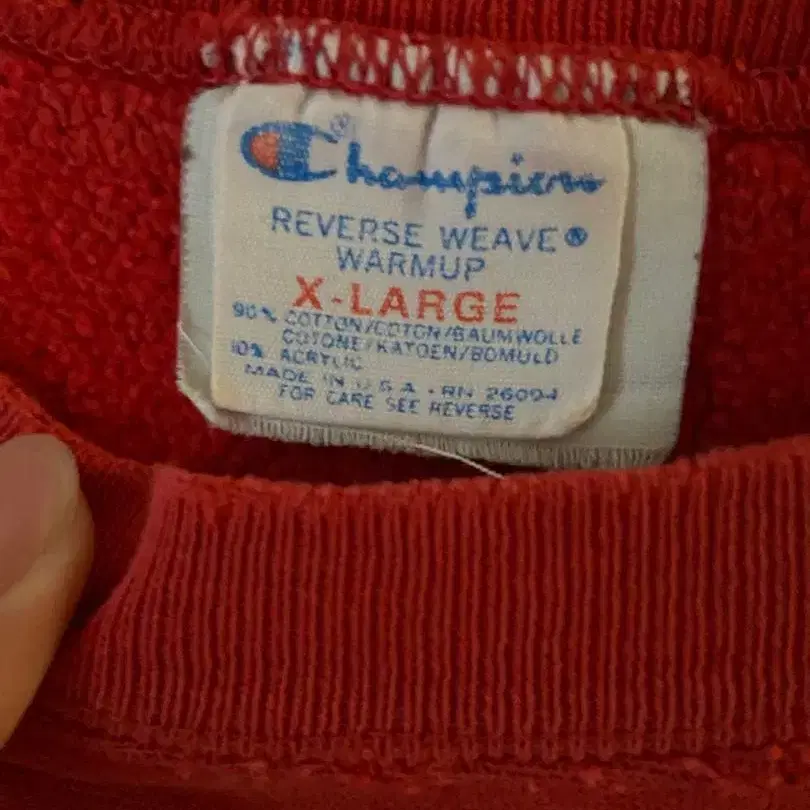 Champion®
REVERSE WEAVE®
WARMUP
X-LARGE
90% COTTON/COTON/BAUMWOLLE
COTONE/KATOEN/BOMULD
10% ACRYLIC
MADE IN U.S.A. - RN 26094
FOR CARE SEE REVERSE